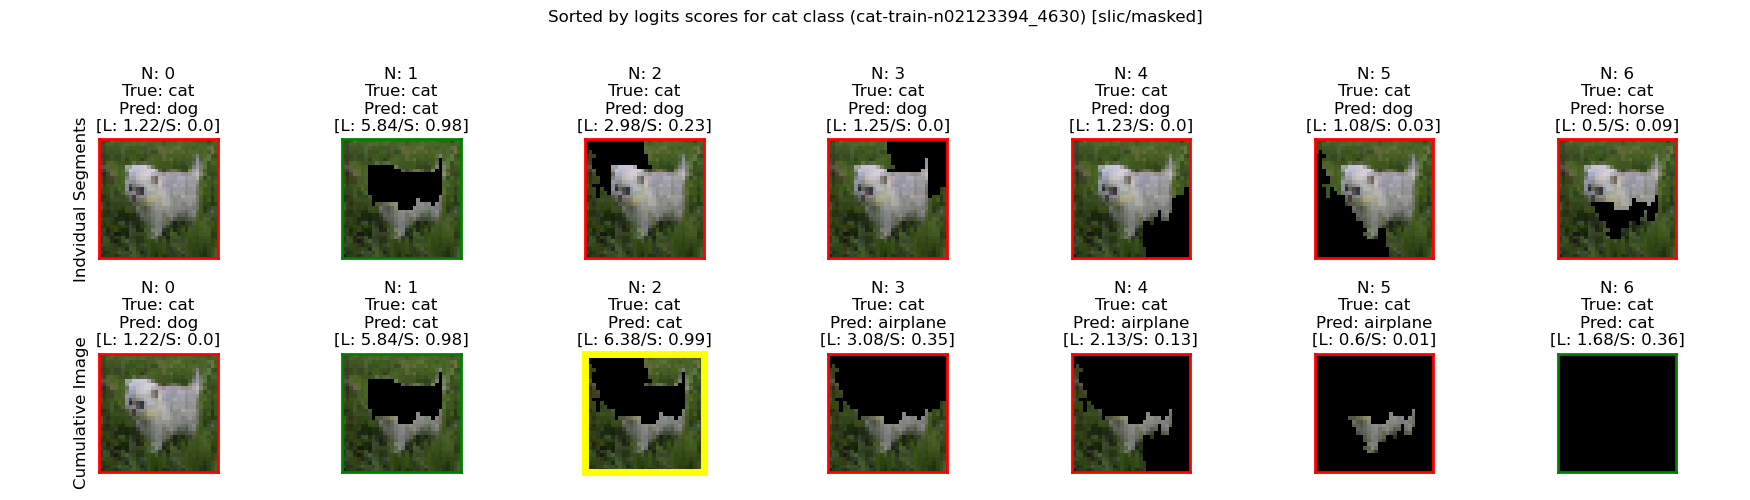 Sorted by logits scores for cat class (cat-train-n02123394_4630) [slic/masked]
Indvidual Segments
N: 0
True: cat
Pred: dog
[L: 1.22/S: 0.0]
N: 1
True: cat
Pred: cat
[L: 5.84/S: 0.98]
N: 2
True: cat
Pred: dog
[L: 2.98/S: 0.23]
N: 3
True: cat
Pred: dog
[L: 1.25/S: 0.0]
N: 4
True: cat
Pred: dog
[L: 1.23/S: 0.0]
N: 5
True: cat
Pred: dog
[L: 1.08/S: 0.03]
N: 6
True: cat
Pred: horse
[L: 0.5/S: 0.09]
Cumulative Image
N: 0
True: cat
Pred: dog
[L: 1.22/S: 0.0]
N: 1
True: cat
Pred: cat
[L: 5.84/S: 0.98]
N: 2
True: cat
Pred: cat
[L: 6.38/S: 0.99]
N: 3
True: cat
Pred: airplane
[L: 3.08/S: 0.35]
N: 4
True: cat
Pred: airplane
[L: 2.13/S: 0.13]
N: 5
True: cat
Pred: airplane
[L: 0.6/S: 0.01]
N: 6
True: cat
Pred: cat
[L: 1.68/S: 0.36]